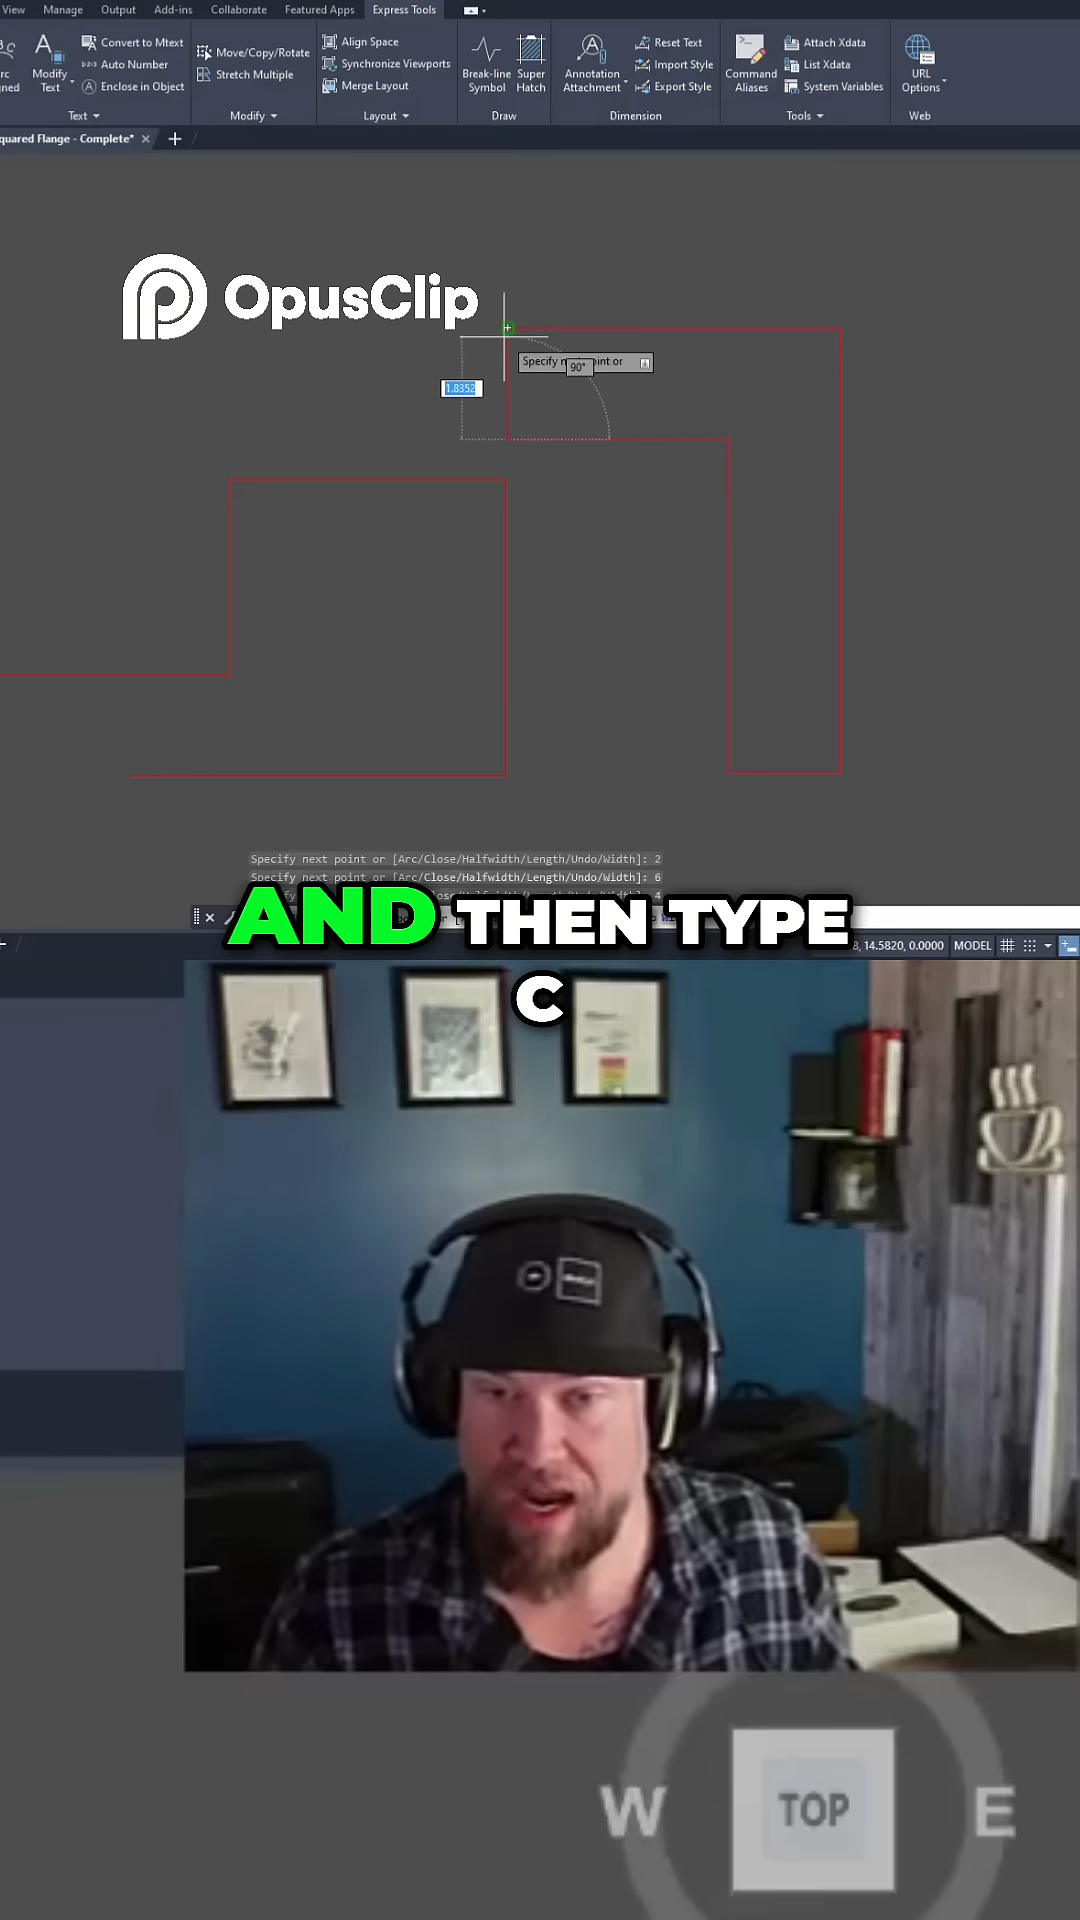 View Manage Output Add-ins Collaborate Featured Apps Express Tools
Convert to Mtext
Auto Number
Enclose in Object
Modify
Text
Text
Move/Copy/Rotate
Stretch Multiple
Modify
Align Space
Synchronize Viewports
Merge Layout
Layout
Break-line
Symbol
Super
Hatch
Draw
Annotation
Attachment
Reset Text
Import Style
Export Style
Dimension
Command
Aliases
Attach Xdata
List Xdata
System Variables
Tools
URL
Options
Web
quared Flange - Complete*
OpusClip
90°
1.8352
Specify next point or [Arc/Close/Halfwidth/Length/Undo/Width]: 2
Specify next point or [Arc/Close/Halfwidth/Length/Undo/Width]: 6
AND THEN TYPE
C
, 14.5820, 0.0000 MODEL
W TOP E